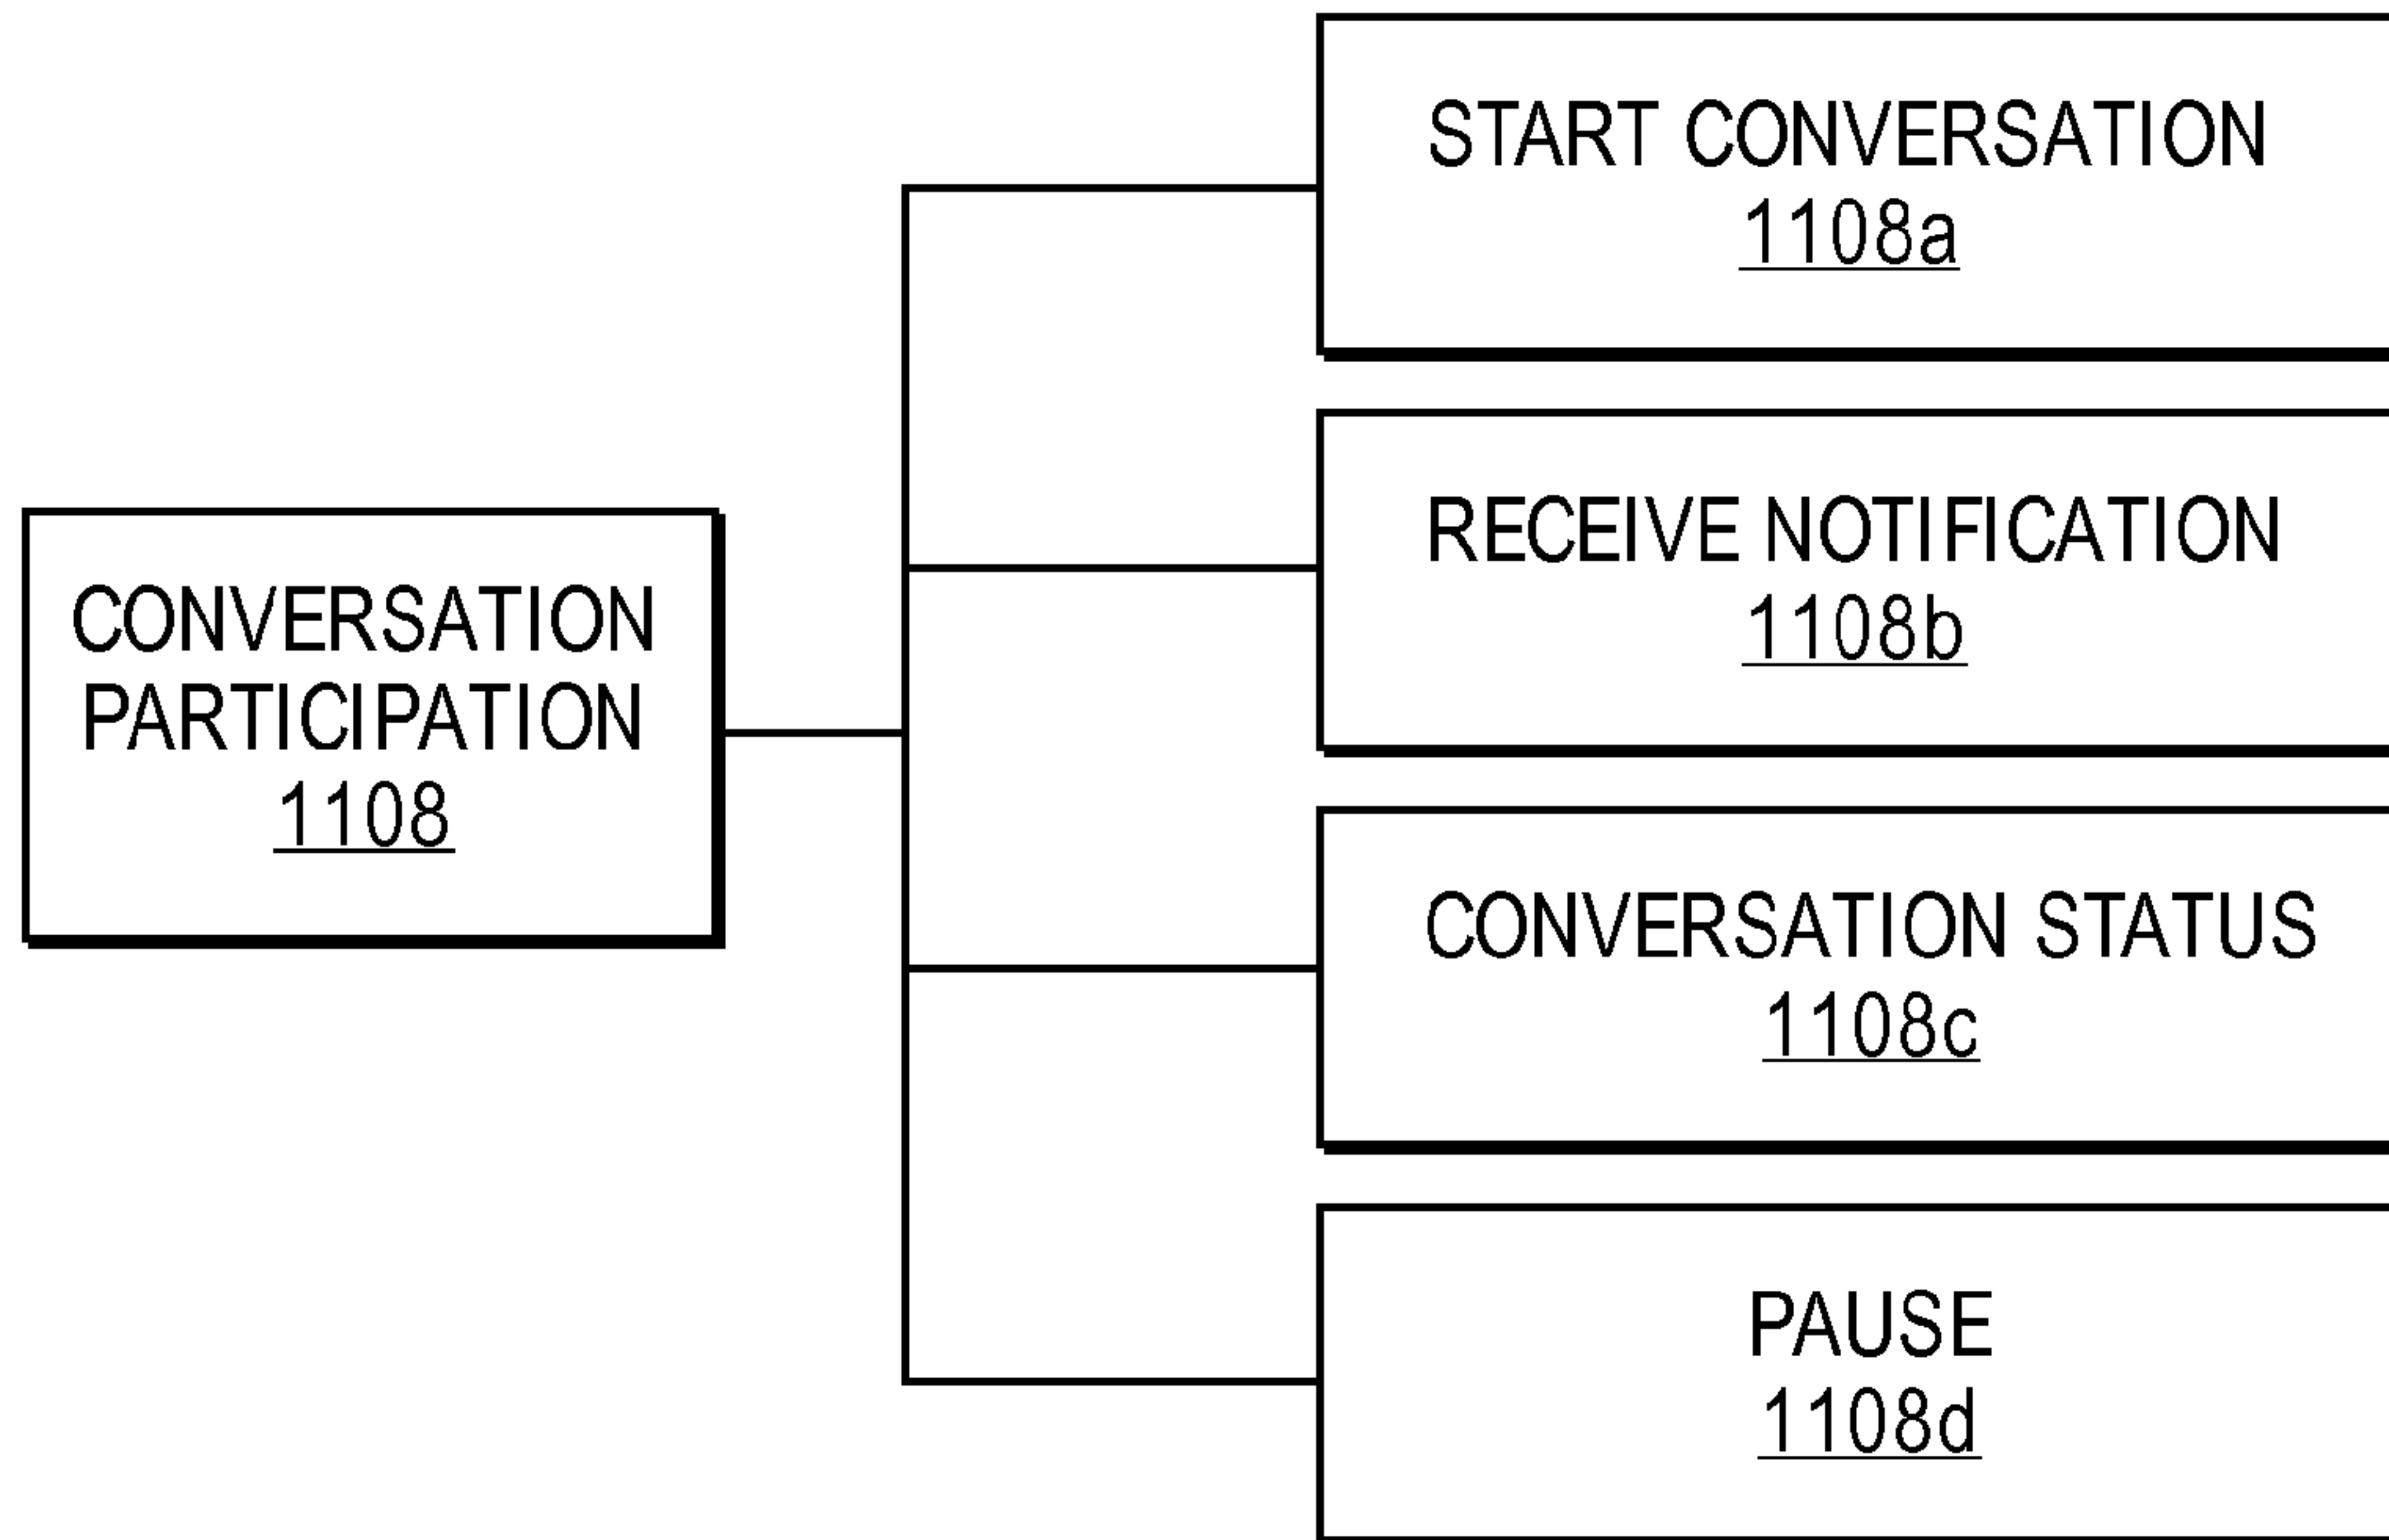 START CONVERSATION
1108a
RECEIVE NOTIFICATION
1108b
CONVERSATION
PARTICIPATION
1108
CONVERSATION STATUS
1108c
PAUSE
1108d